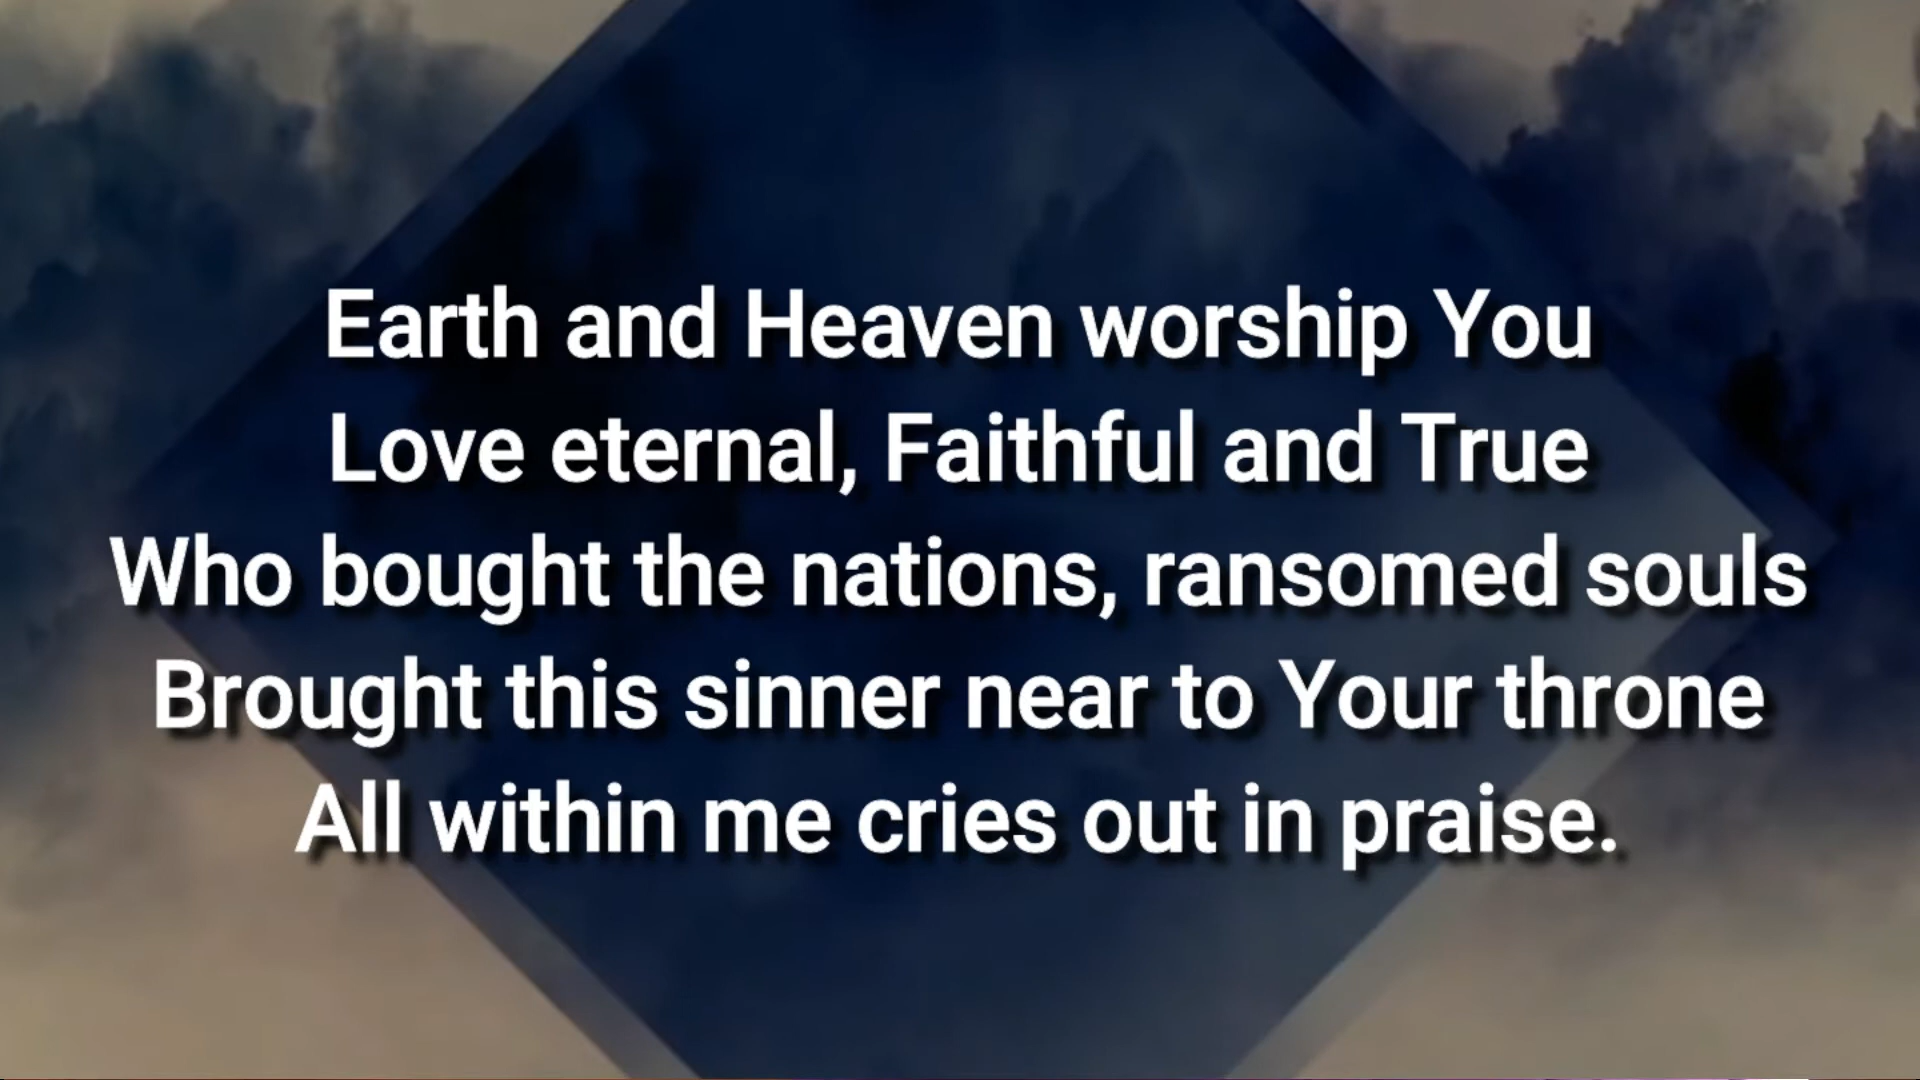 Earth and Heaven worship You
Love eternal, Faithful and True
Who bought the nations, ransomed souls
Brought this sinner near to Your throne
All within me cries out in praise.